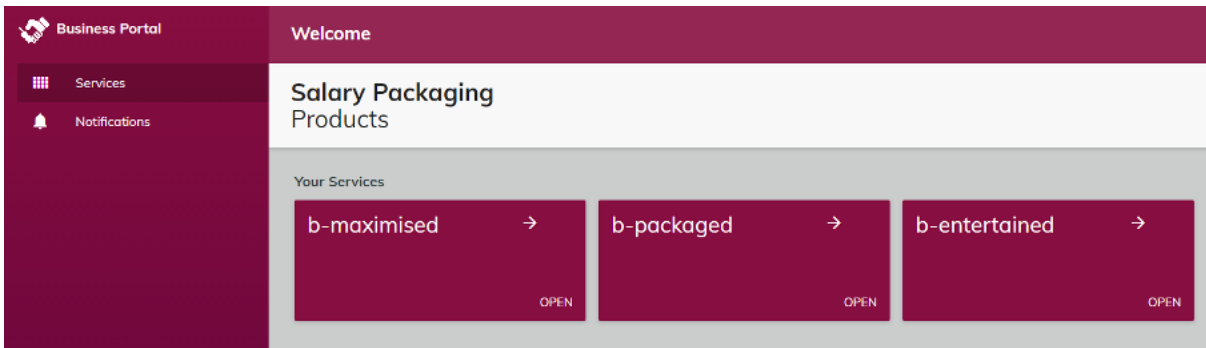 Business Portal
Welcome
Services
Notifications
Salary Packaging
Products
Your Services
b-maximised
OPEN
b-packaged
OPEN
b-entertained
OPEN